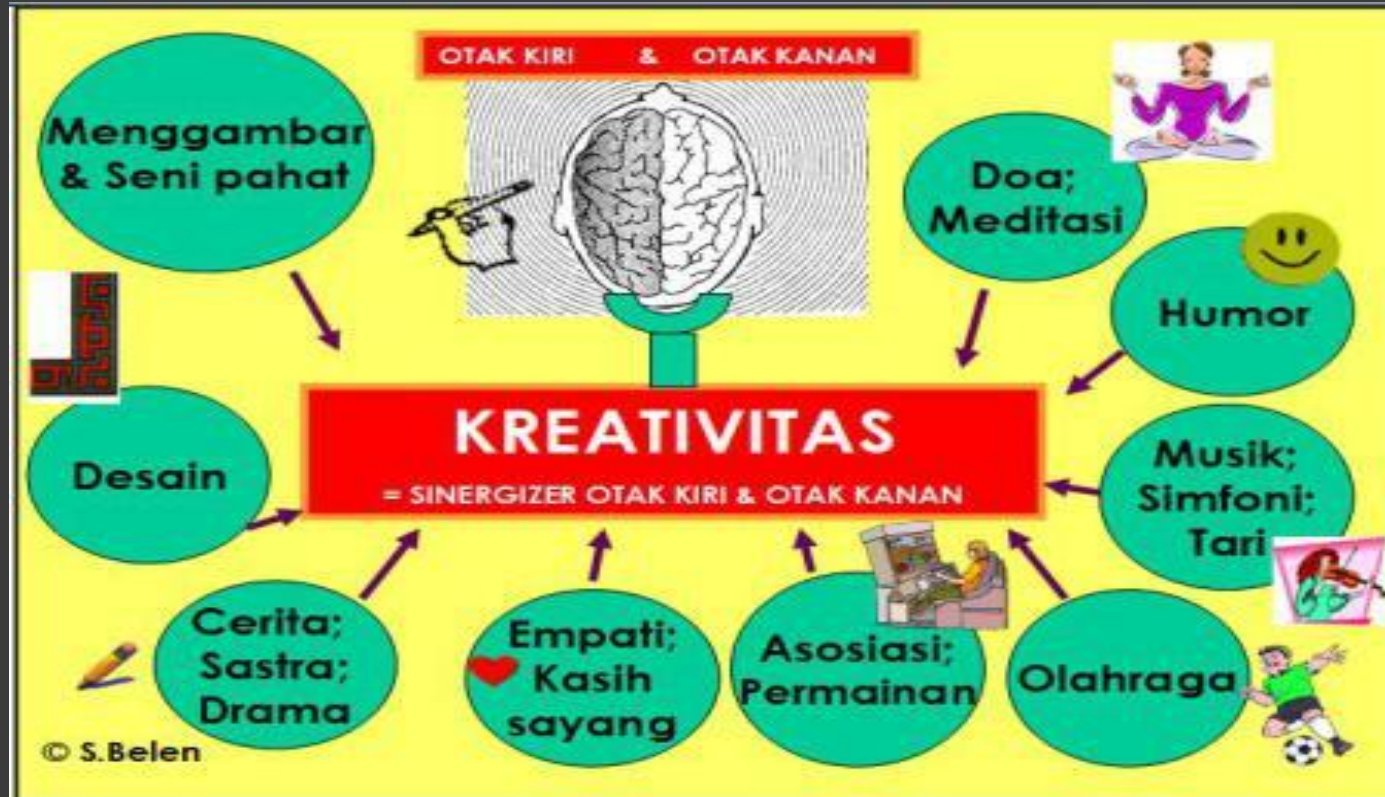 OTAK KIRI & OTAK KANAN
Menggambar
& Seni pahat
Doa;
Meditasi
Humor
KREATIVITAS
= SINERGIZER OTAK KIRI & OTAK KANAN
Desain
Musik;
Simfoni;
Tari
Cerita;
Sastra;
Drama
Empati;
Kasih
sayang
Asosiasi;
Permainan
Olahraga
© S.Belen